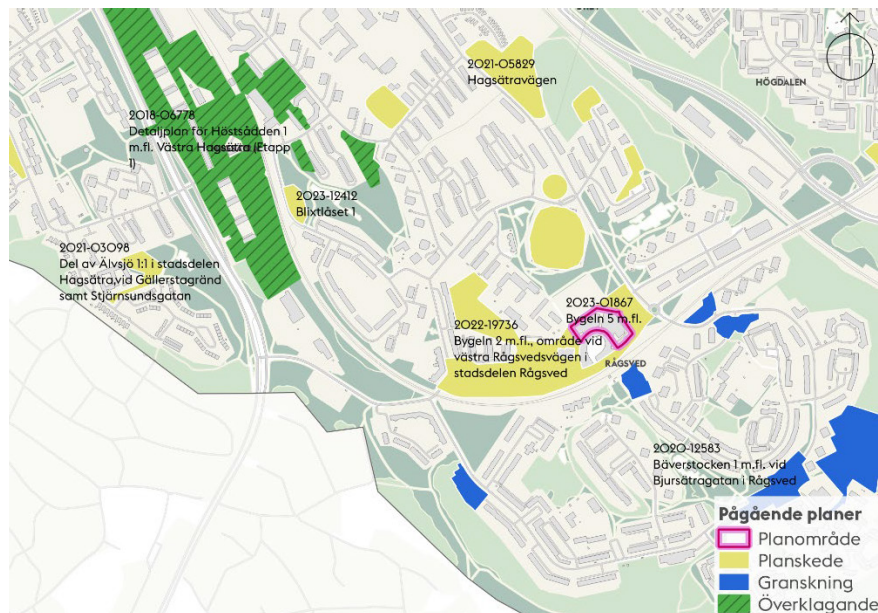 2021-05829
Hagsätravägen
HÖGDALEN
2018-06778
Detaljplan för Höstsådden 1
m.fl. Västra Hagsätra (Etapp
1)
2023-12412
Blixtlåset 1
2021-03098
Del av Älvsjö 1:1 i stadsdelen
Hagsätra,vid Gällerstagränd
samt Stjärnsundsgatan
2023-01867
Bygeln 5 m.fl.
2022-19736
Bygeln 2 m.fl., område vid
västra Rågsvedsvägen i
stadsdelen Rågsved
RÅGSVED
2020-12583
Bäverstocken 1 m.fl. vid
Bjursätragatan i Rågsved
Pågående planer
Planområde
Planskede
Granskning
Överklagande